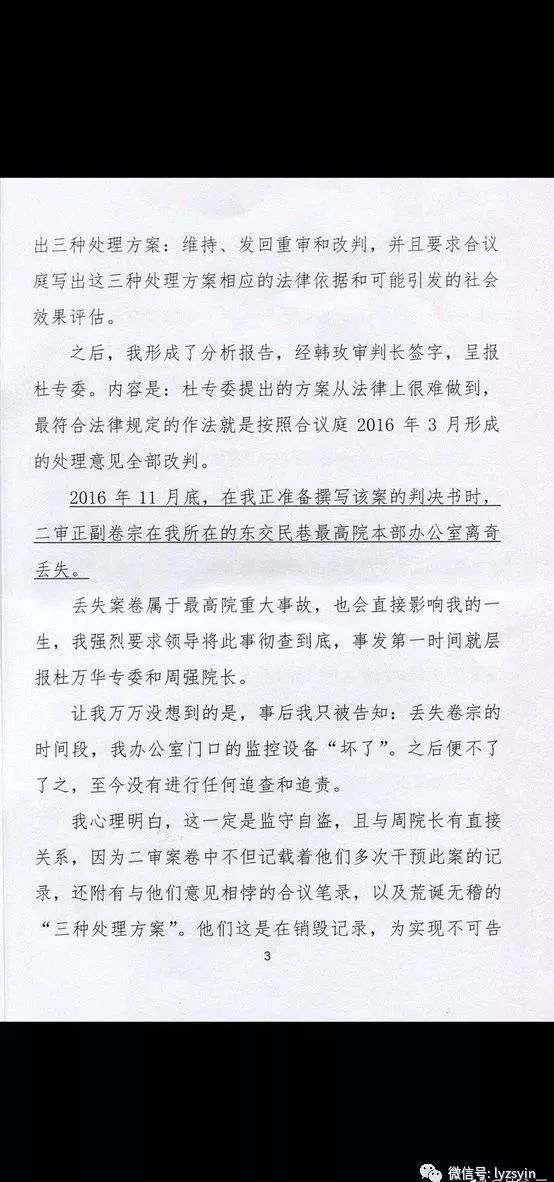 出三种处理方案：维持、发回重审和改判，并且要求合议
庭写出这三种处理方案相应的法律依据和可能引发的社会
效果评估。
之后，我形成了分析报告，经韩玫审判长签字，呈报
杜专委。内容是：杜专委提出的方案从法律上很难做到，
最符合法律规定的作法就是按照合议庭 2016 年 3 月形成
的处理意见全部改判。
2016 年 11 月底，在我正准备撰写该案的判决书时，
二审正副卷宗在我所在的东交民巷最高院本部办公室离奇
丢失。
丢失案卷属于最高院重大事故，也会直接影响我的一
生，我强烈要求领导将此事彻查到底，事发第一时间就层
报杜万华专委和周强院长。
让我万万没想到的是，事后我只被告知：丢失卷宗的
时间段，我办公室门口的监控设备“坏了”。之后便不了
了之，至今没有进行任何追查和追责。
我心理明白，这一定是监守自盗，且与周院长有直接
关系，因为二审案卷中不但记载着他们多次干预此案的记
录，还附有与他们意见相悖的合议笔录，以及荒诞无稽的
“三种处理方案”。他们这是在销毁记录，为实现不可告
3
微信号: lyzsyin_